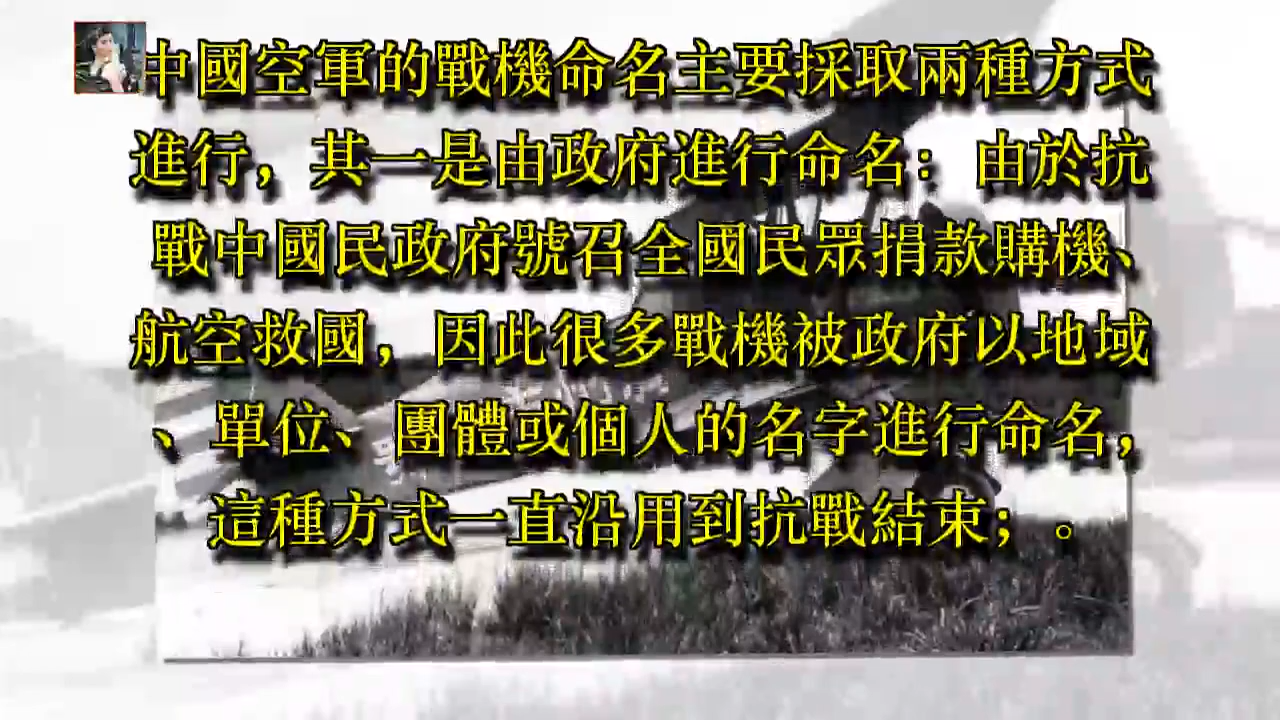 中國空軍的戰機命名主要採取兩種方式
進行，其一是由政府進行命名：由於抗
戰中國民政府號召全國民眾捐款購機、
航空救國，因此很多戰機被政府以地域
、單位、團體或個人的名字進行命名，
這種方式一直沿用到抗戰結束；。